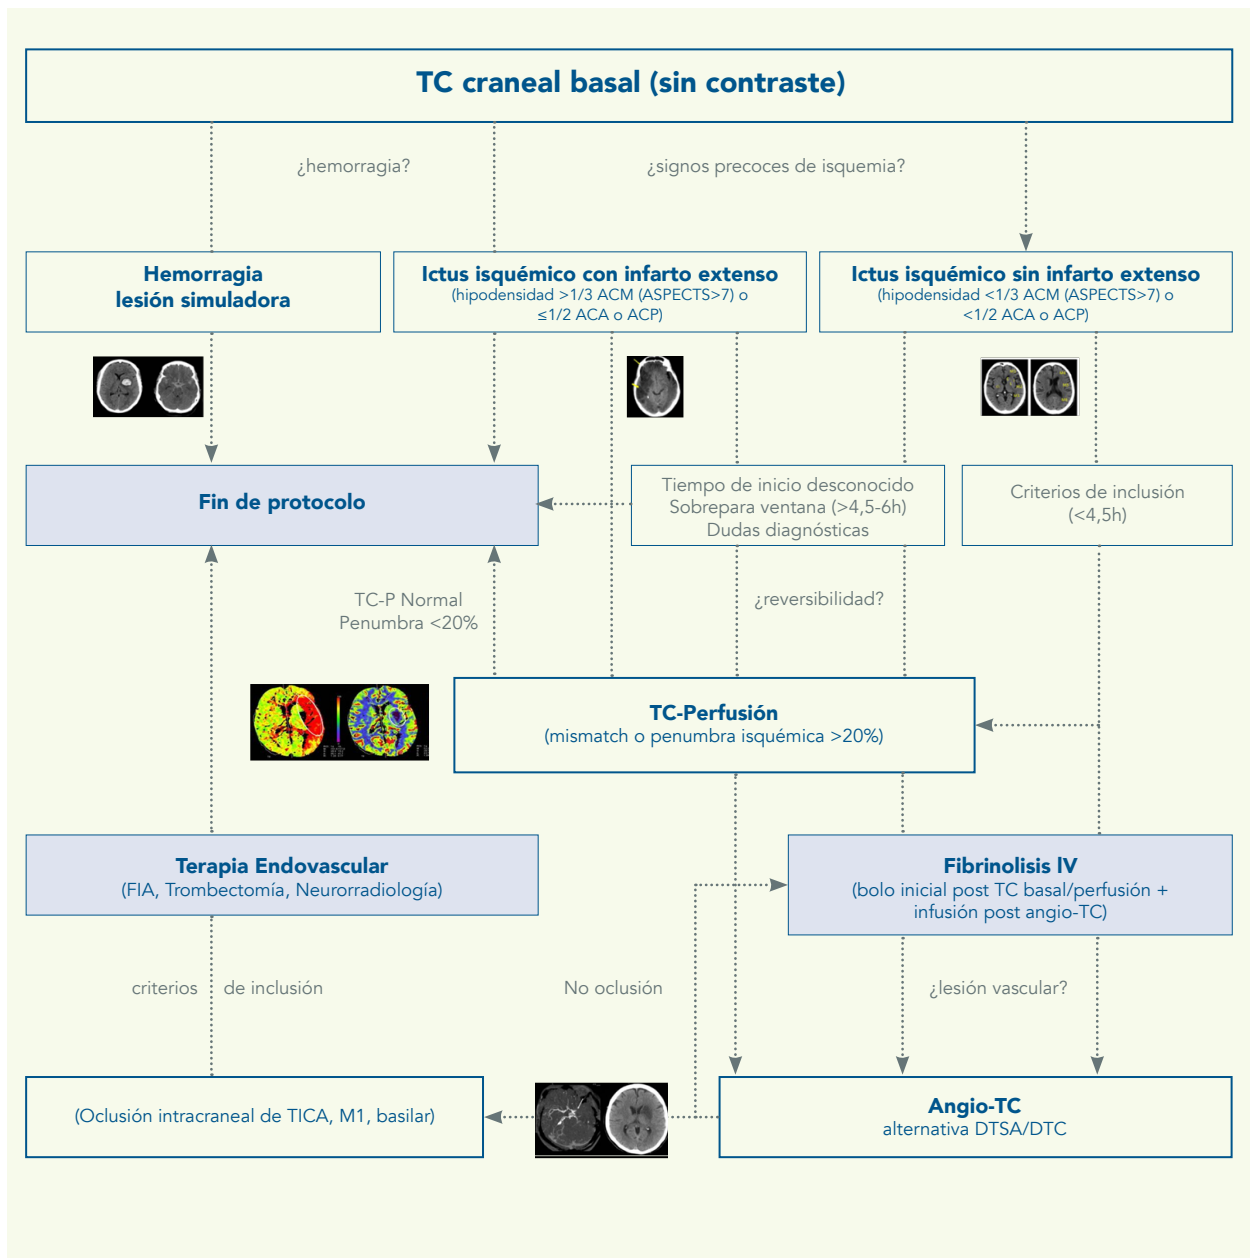 TC craneal basal (sin contraste)
¿hemorragia?
¿signos precoces de isquemia?
Hemorragia
lesión simuladora
Ictus isquémico con infarto extenso
(hipodensidad >1/3 ACM (ASPECTS>7) o
≤1/2 ACA o ACP)
Ictus isquémico sin infarto extenso
(hipodensidad <1/3 ACM (ASPECTS>7) o
<1/2 ACA o ACP)
Fin de protocolo
Tiempo de inicio desconocido
Sobrepara ventana (>4,5-6h)
Dudas diagnósticas
Criterios de inclusión
(<4,5h)
TC-P Normal
Penumbra <20%
¿reversibilidad?
TC-Perfusión
(mismatch o penumbra isquémica >20%)
Terapia Endovascular
(FIA, Trombectomía, Neurorradiología)
Fibrinolisis IV
(bolo inicial post TC basal/perfusión +
infusión post angio-TC)
criterios de inclusión
No oclusión
¿lesión vascular?
(Oclusión intracraneal de TICA, M1, basilar)
Angio-TC
alternativa DTSA/DTC